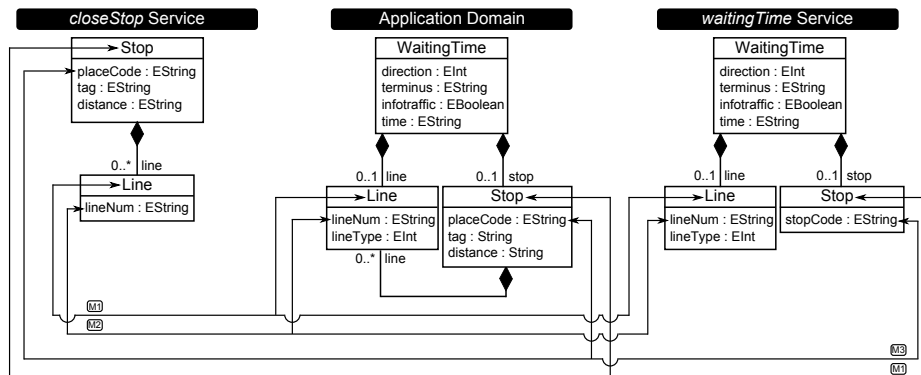 closeStop Service
Stop
placeCode : EString
tag : EString
distance : EString
0..* line
Line
lineNum : EString
Application Domain
WaitingTime
direction : EInt
terminus : EString
infotraffic : EBoolean
time : EString
0..1 line
0..1 stop
Line
lineNum : EString
lineType : EInt
0..* line
Stop
placeCode : EString
tag : String
distance : String
waitingTime Service
WaitingTime
direction : EInt
terminus : EString
infotraffic : EBoolean
time : EString
0..1 line
0..1 stop
Line
lineNum : EString
lineType : EInt
Stop
stopCode : EString
M1
M2
M3
M1